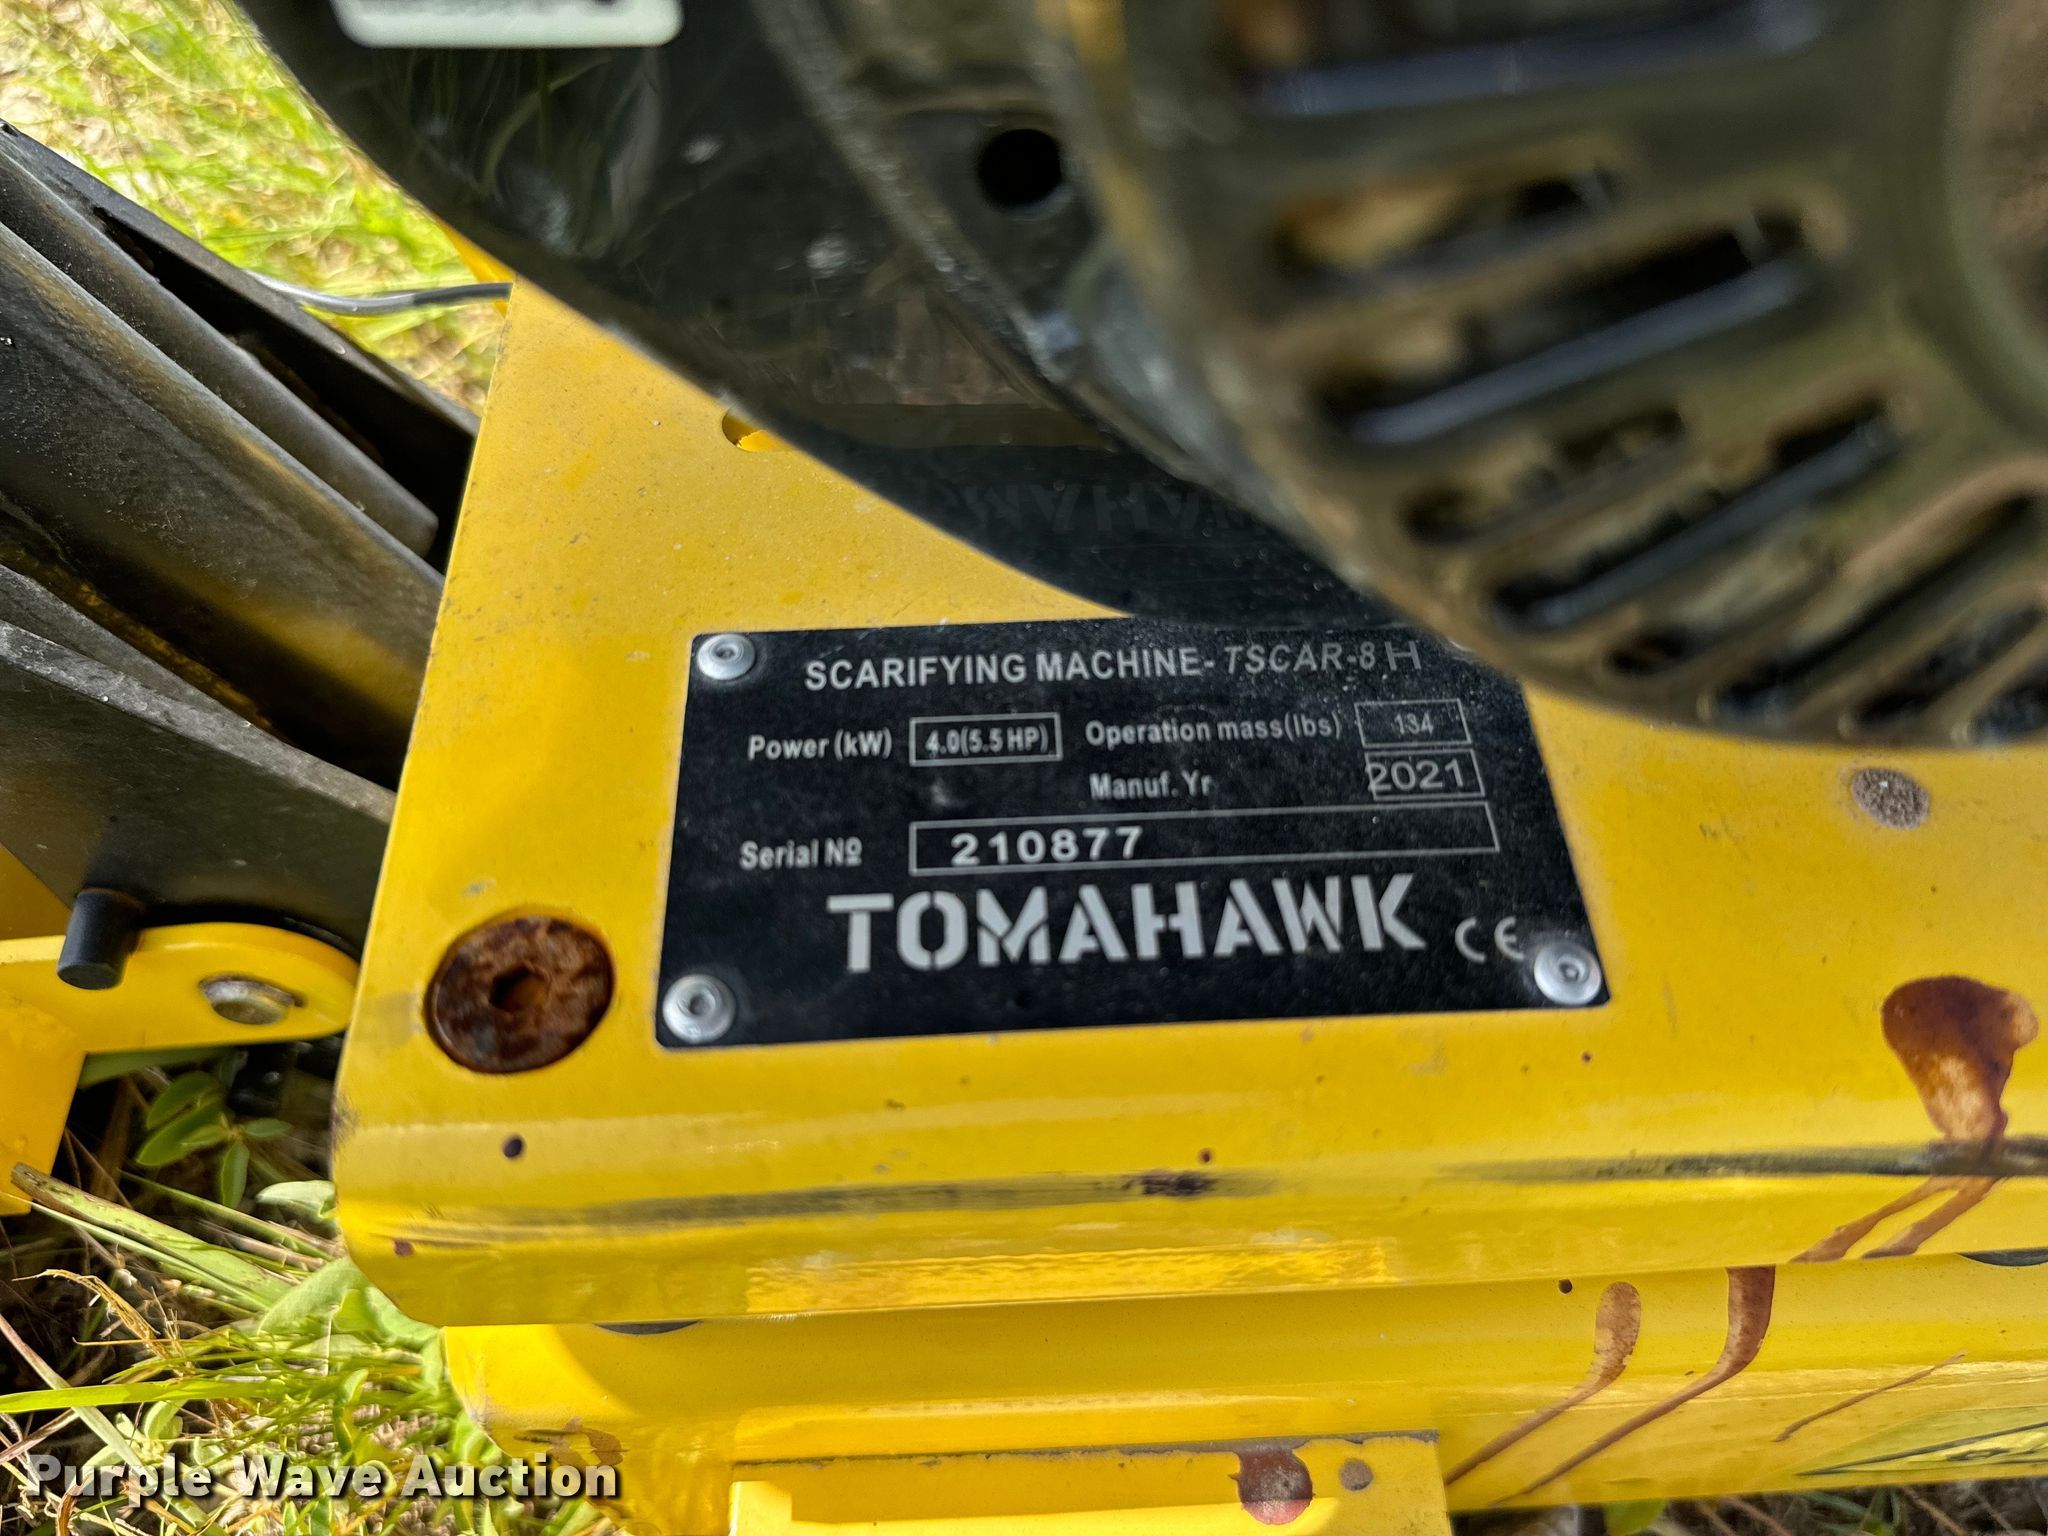 SCARIFYING MACHINE-TSCAR-8H
Power (kW) 4.0(5.5 HP) Operation mass(lbs) 134
Manuf. Yr 2021
Serial Nº 210877
TOMAHAWK CE
Purple Wave Auction